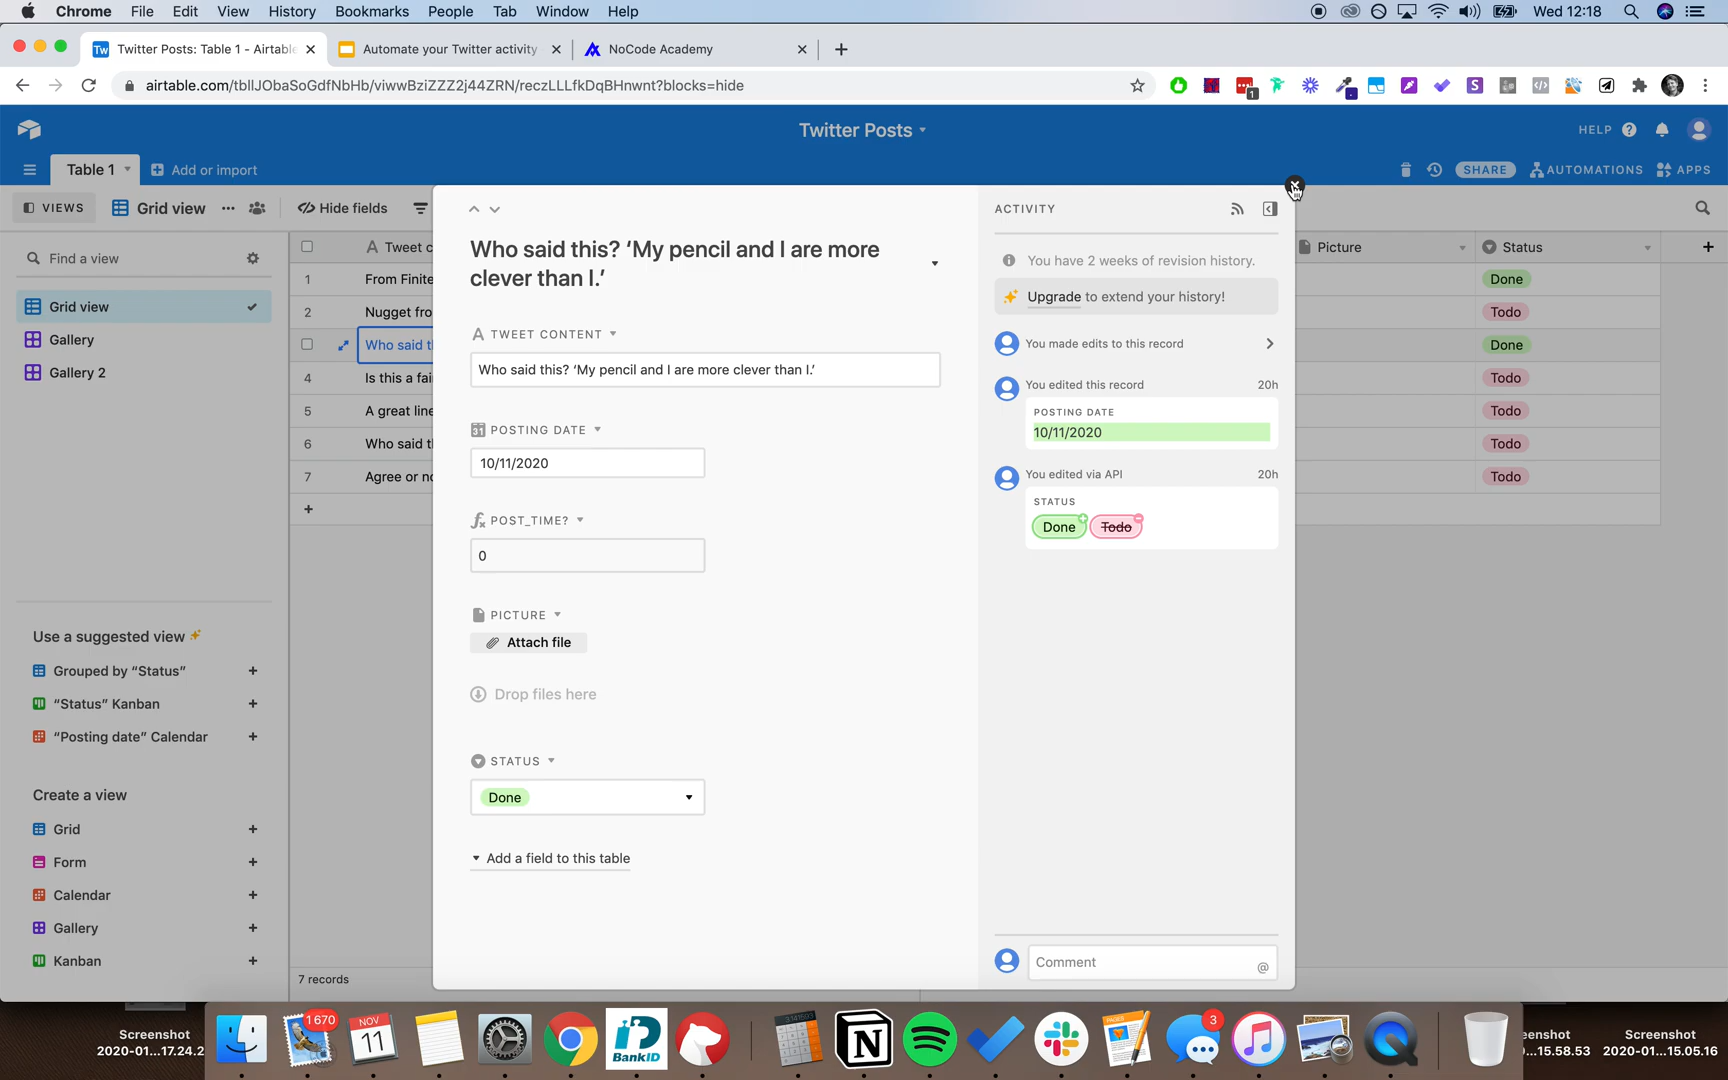 Chrome File Edit View History Bookmarks People Tab Window Help
Wed 12:18
Tw Twitter Posts: Table 1 - Airtable
Automate your Twitter activity
NoCode Academy
airtable.com/tblIJObaSoGdfNbHb/viwwBziZZZ2j44ZRN/reczLLLfkDqBHnwnt?blocks=hide
1
S
Twitter Posts
HELP
Table 1
Add or import
SHARE
AUTOMATIONS
APPS
VIEWS
Grid view
Hide fields
Find a view
Grid view
Gallery
Gallery 2
Use a suggested view
Grouped by “Status”
“Status” Kanban
“Posting date” Calendar
Create a view
Grid
Form
Calendar
Gallery
Kanban
A Tweet c
1 From Finite
2 Nugget fro
Who said t
4 Is this a fai
5 A great line
6 Who said t
7 Agree or no
7 records
Who said this? ‘My pencil and I are more
clever than I.’
A TWEET CONTENT
Who said this? ‘My pencil and I are more clever than I.’
31 POSTING DATE
10/11/2020
fx POST_TIME?
0
PICTURE
Attach file
Drop files here
STATUS
Done
Add a field to this table
ACTIVITY
You have 2 weeks of revision history.
Upgrade to extend your history!
You made edits to this record
You edited this record 20h
POSTING DATE
10/11/2020
You edited via API 20h
STATUS
Done Todo
Comment
@
Picture Status
Done
Todo
Done
Todo
Todo
Todo
Todo
Screenshot
2020-01...17.24.2
1 670
NOV
11
BankID
3.141593
3
PAGES
eenshot
...15.58.53
Screenshot
2020-01...15.05.16